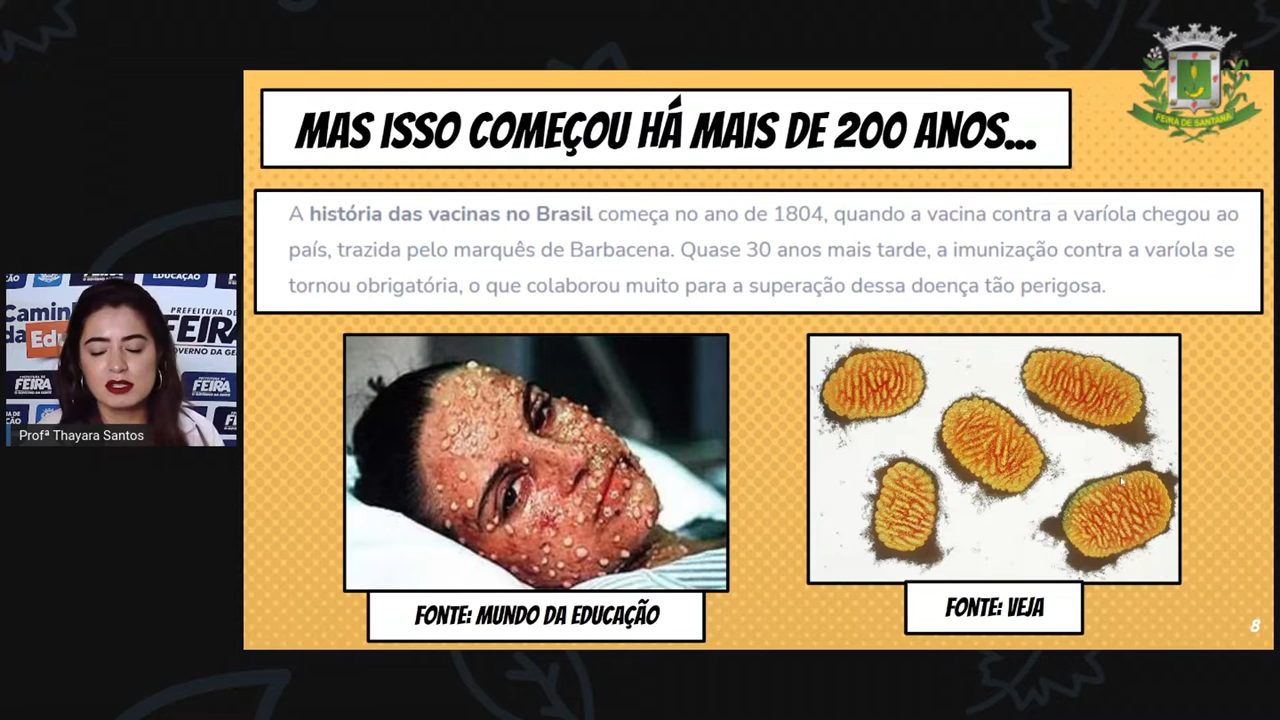 MAS ISSO COMEÇOU HÁ MAIS DE 200 ANOS...
FEIRA DE SANTANA
A história das vacinas no Brasil começa no ano de 1804, quando a vacina contra a varíola chegou ao
país, trazida pelo marquês de Barbacena. Quase 30 anos mais tarde, a imunização contra a varíola se
tornou obrigatória, o que colaborou muito para a superação dessa doença tão perigosa.
EDUCAÇÃO
PREFEITURA DE
FEIRA
FEIRA
FEIRA
Profª Thayara Santos
FONTE: MUNDO DA EDUCAÇÃO
FONTE: VEJA
8